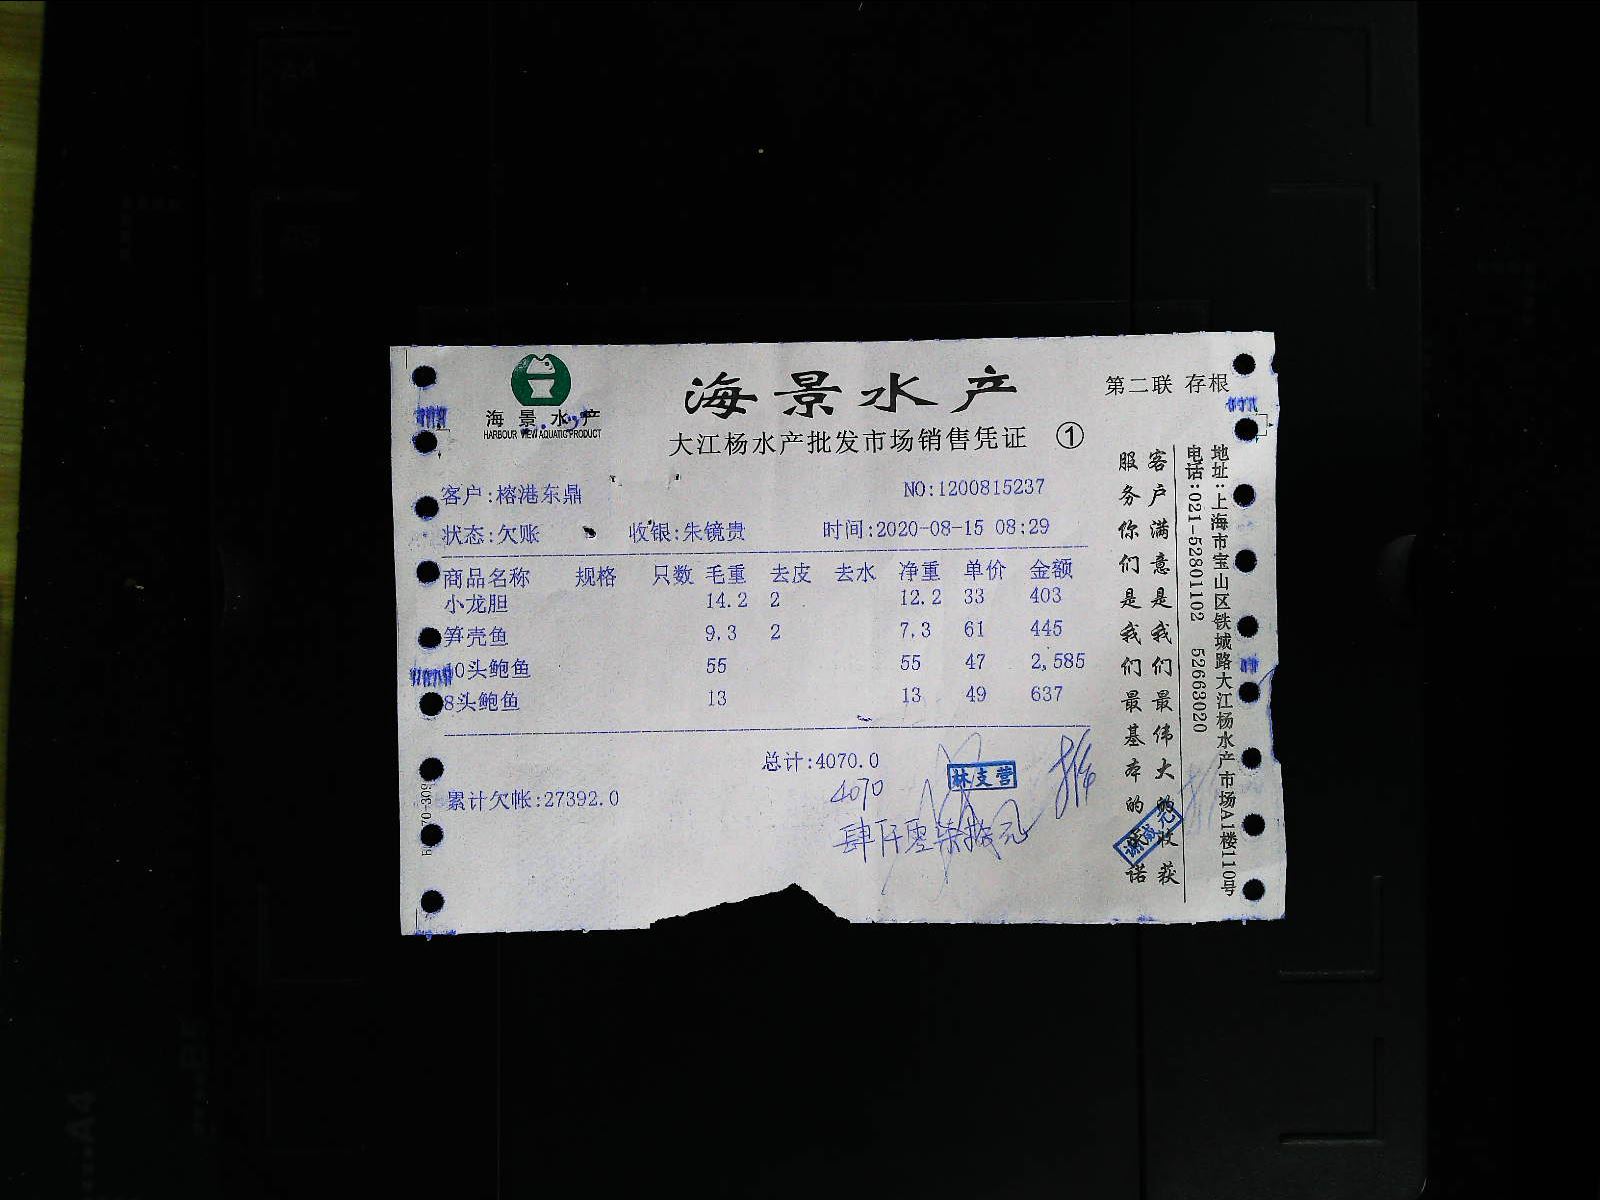 海景水产
HARBOUR VIEW AQUATIC PRODUCT
海景水产
第二联 存根
大江杨水产批发市场销售凭证 ①
客户:榕港东鼎 NO:1200815237
状态:欠账 收银:朱镜贵 时间:2020-08-15 08:29
商品名称 规格 只数 毛重 去皮 去水 净重 单价 金额
小龙胆 14.2 2 12.2 33 403
笋壳鱼 9.3 2 7.3 61 445
10头鲍鱼 55 55 47 2,585
8头鲍鱼 13 13 49 637
总计:4070.0
累计欠帐:27392.0
4070
林支营
肆仟零柒拾元
客户满意是我们最伟大的收获
服务你们是我们最基本的承诺
地址:上海市宝山区铁城路大江杨水产市场A1楼110号
电话:021-52801102 52663020